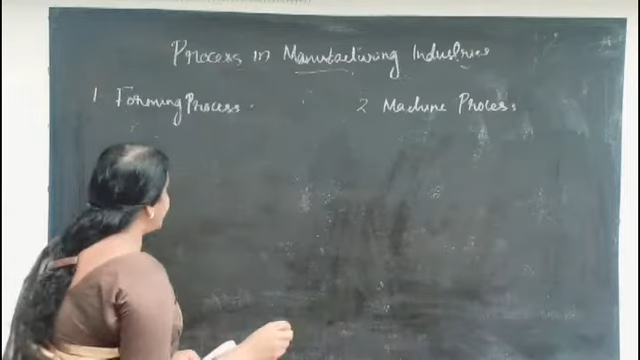 Process in Manufacturing Industries
1 Forming Process.
2 Machine Process.